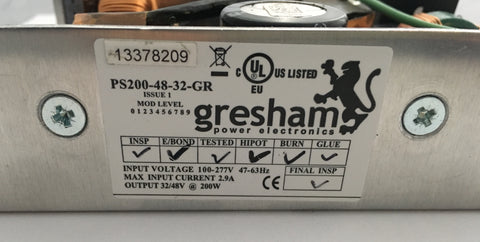 13378209
PS200-48-32-GR
ISSUE 1
MOD LEVEL
0 1 2 3 4 5 6 7 8 9
c UL US LISTED
EU
gresham
power electronics
INSP E/BOND TESTED HIPOT BURN GLUE
INPUT VOLTAGE 100-277V 47-63Hz
MAX INPUT CURRENT 2.9A
OUTPUT 32/48V @ 200W
FINAL INSP